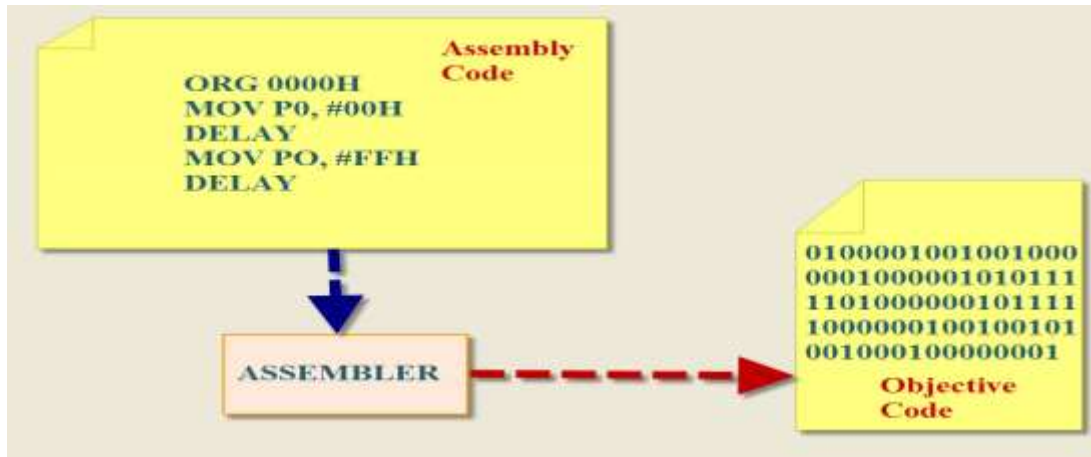 Assembly
Code
ORG 0000H
MOV P0, #00H
DELAY
MOV PO, #FFH
DELAY
ASSEMBLER
0100001001001000
0001000001010111
1101000000101111
1000000100100101
001000100000001
Objective
Code